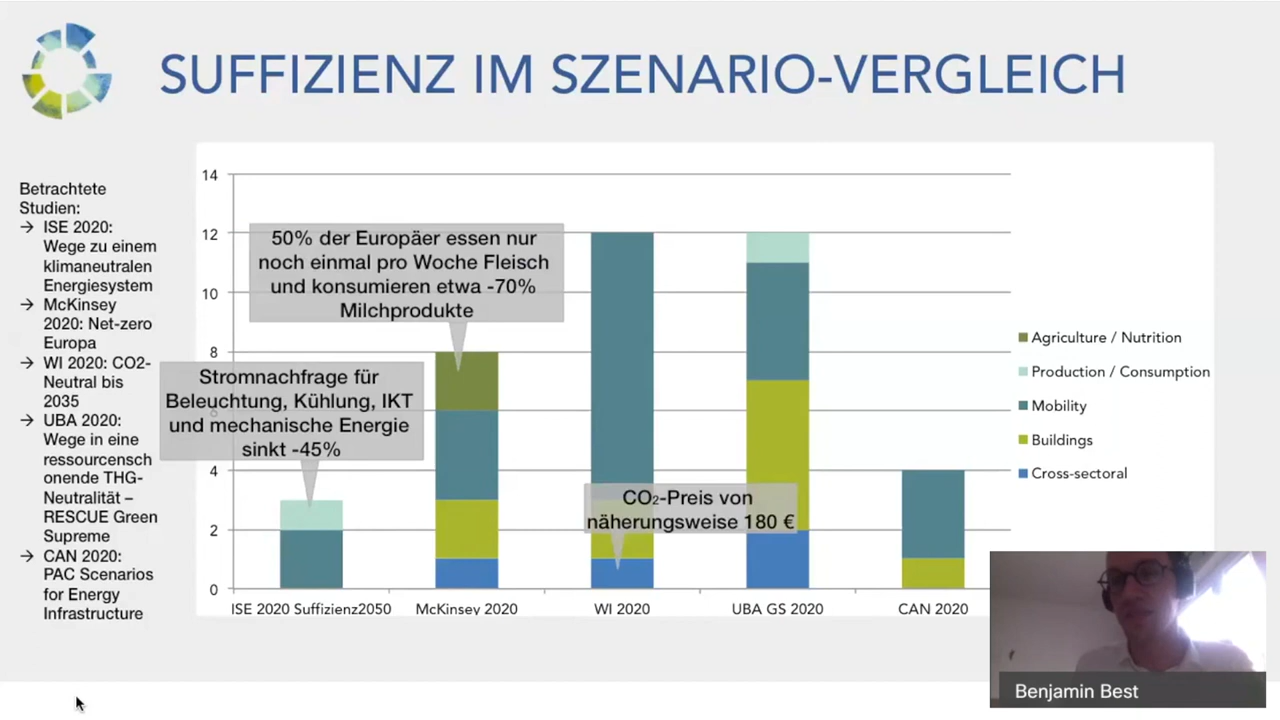 SUFFIZIENZ IM SZENARIO-VERGLEICH
Betrachtete
Studien:
→ ISE 2020:
Wege zu einem
klimaneutralen
Energiesystem
→ McKinsey
2020: Net-zero
Europa
→ WI 2020: CO2-
Neutral bis
2035
→ UBA 2020:
Wege in eine
ressourcensch
onende THG-
Neutralität –
RESCUE Green
Supreme
→ CAN 2020:
PAC Scenarios
for Energy
Infrastructure
14
12
10
8
4
2
0
50% der Europäer essen nur
noch einmal pro Woche Fleisch
und konsumieren etwa -70%
Milchprodukte
Stromnachfrage für
Beleuchtung, Kühlung, IKT
und mechanische Energie
sinkt -45%
CO₂-Preis von
näherungsweise 180 €
ISE 2020 Suffizienz2050
McKinsey 2020
WI 2020
UBA GS 2020
CAN 2020
Agriculture / Nutrition
Production / Consumption
Mobility
Buildings
Cross-sectoral
Benjamin Best